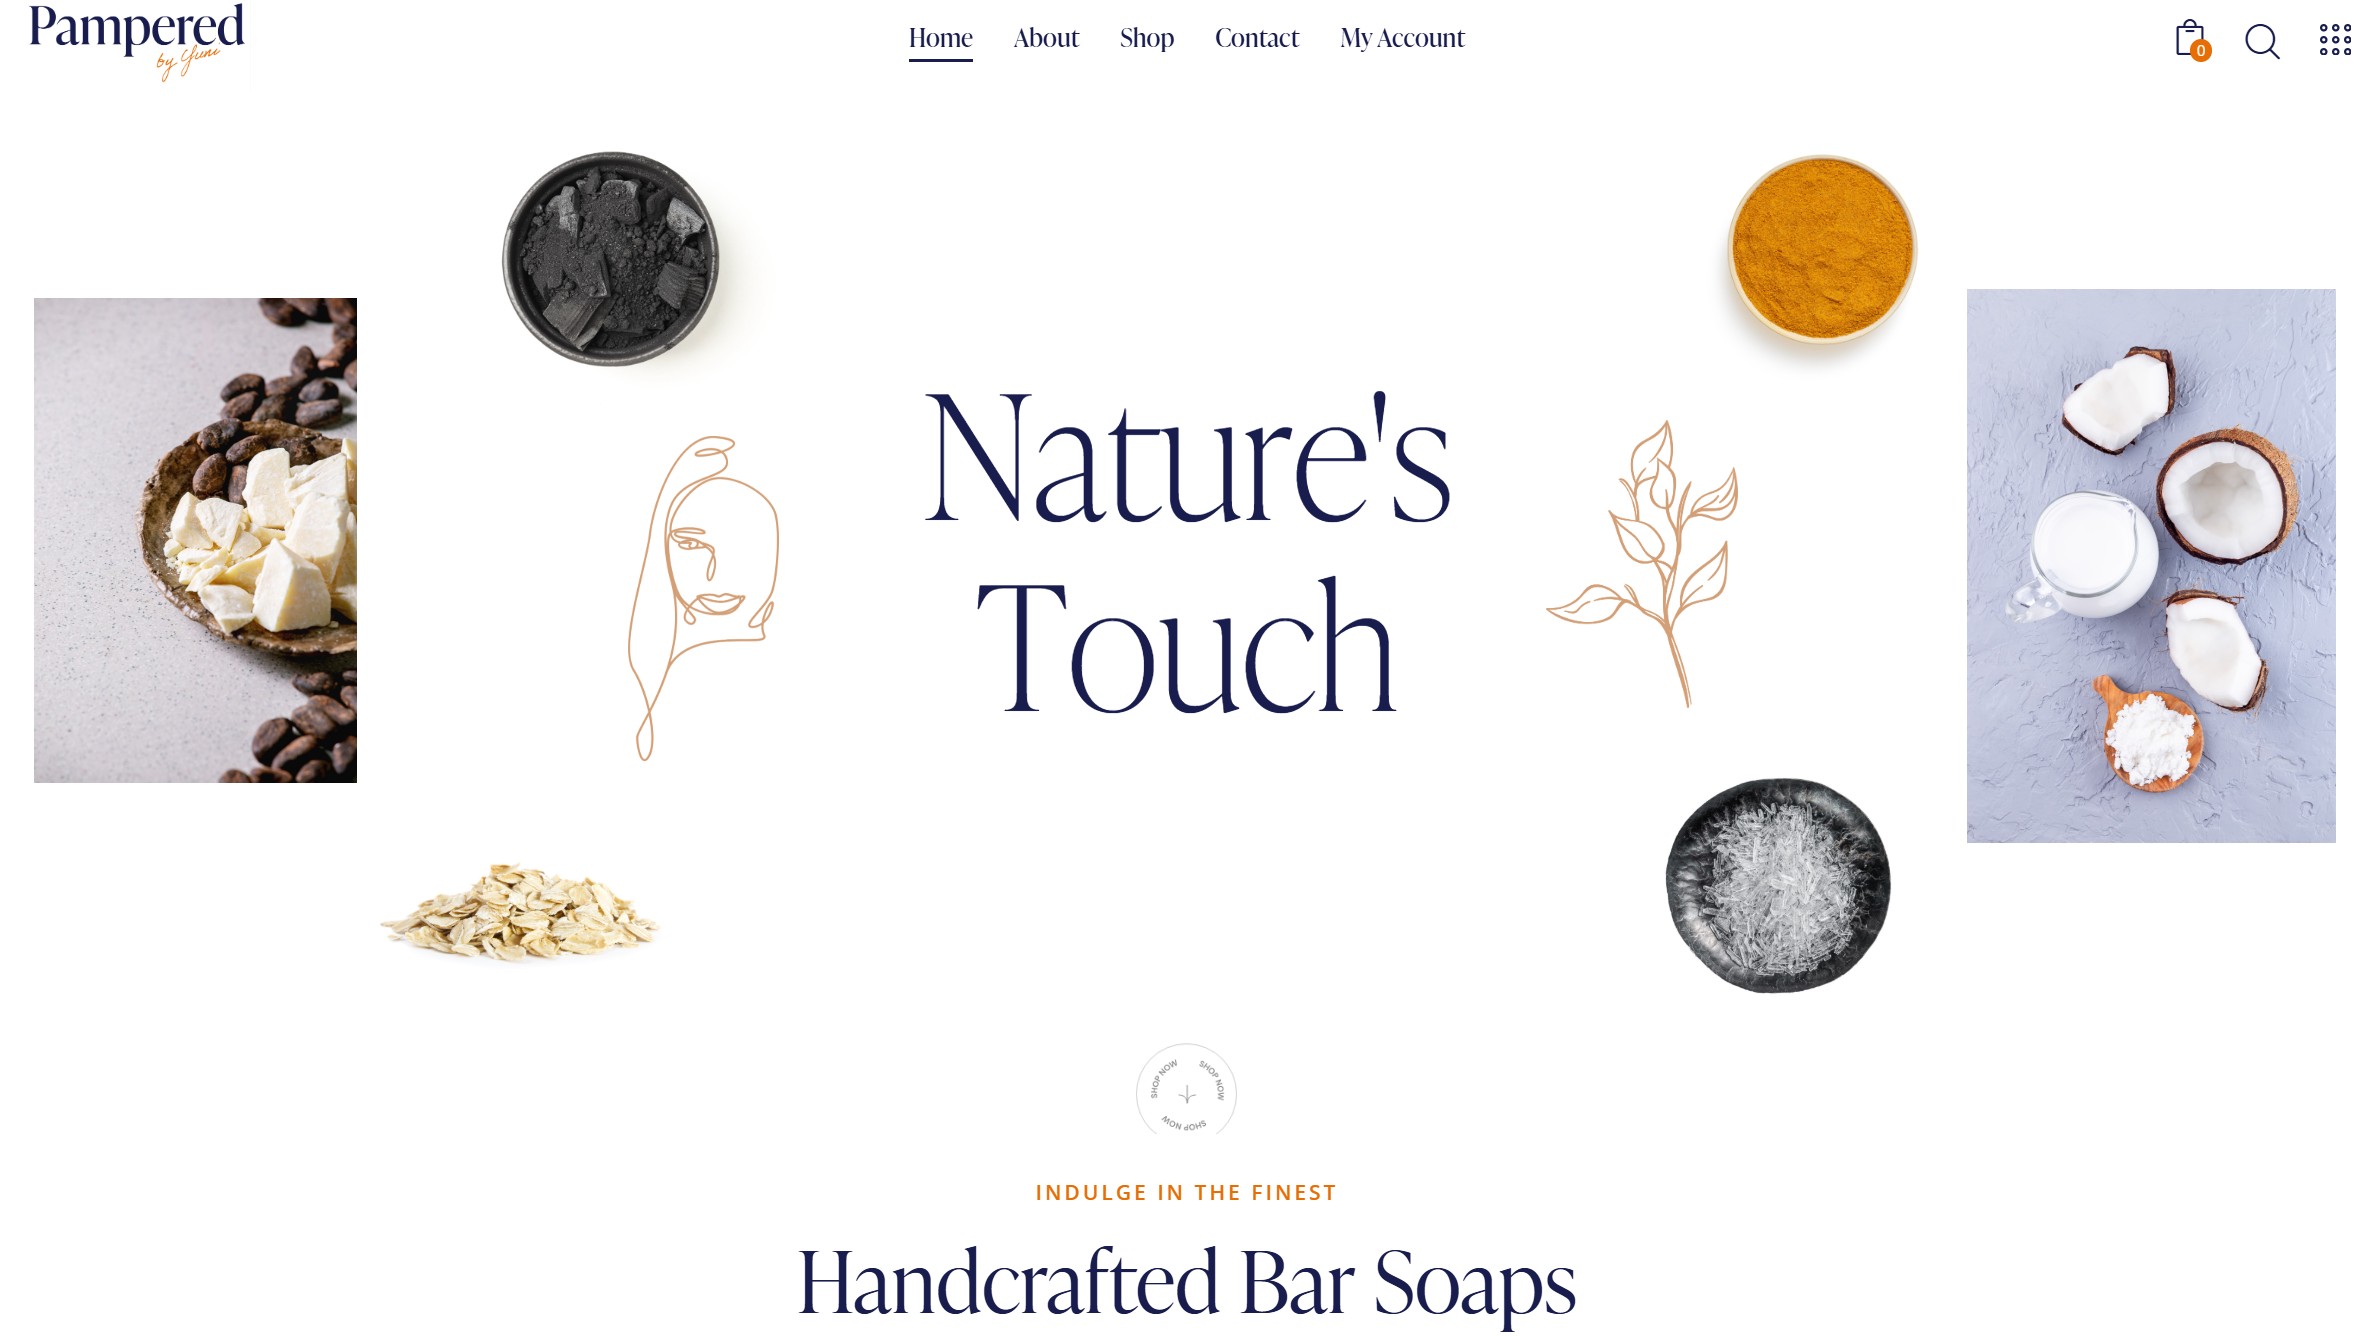 Pampered
by Yuni
Home About Shop Contact My Account
0
Nature's
Touch
SHOP NOW SHOP NOW SHOP NOW
INDULGE IN THE FINEST
Handcrafted Bar Soaps